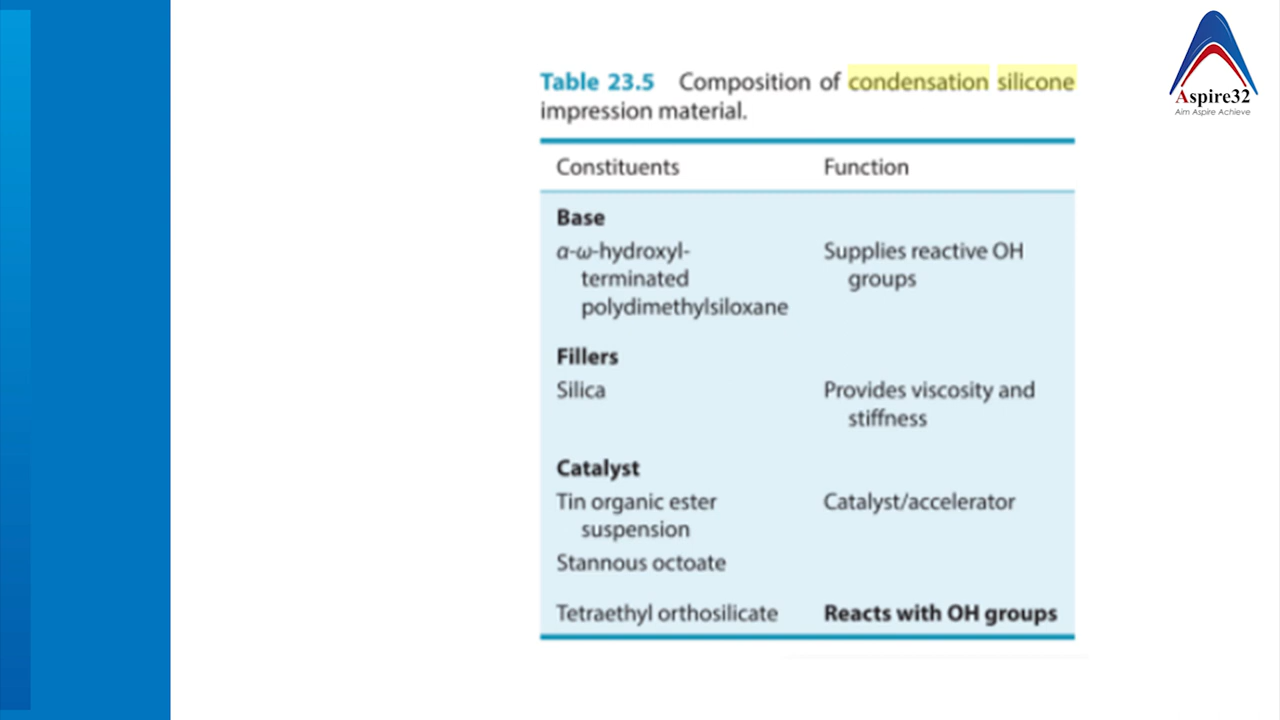 Aspire32
Aim Aspire Achieve
Table 23.5 Composition of condensation silicone
impression material.
Constituents Function
Base
α-ω-hydroxyl- Supplies reactive OH
terminated groups
polydimethylsiloxane
Fillers
Silica Provides viscosity and
stiffness
Catalyst
Tin organic ester Catalyst/accelerator
suspension
Stannous octoate
Tetraethyl orthosilicate Reacts with OH groups